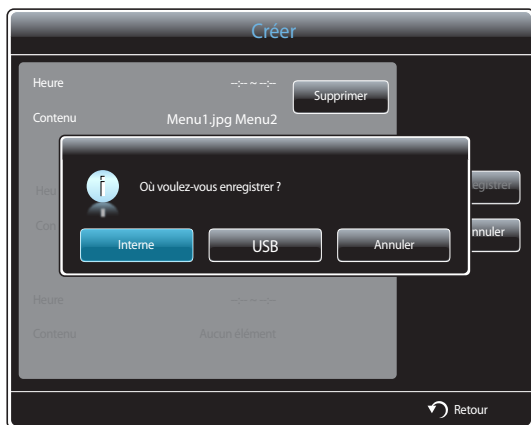 Créer
Heure --:-- ~ --:--
Supprimer
Contenu Menu1.jpg Menu2
Où voulez-vous enregistrer ?
Interne USB Annuler
Heure --:-- ~ --:--
Contenu Aucun élément
Retour